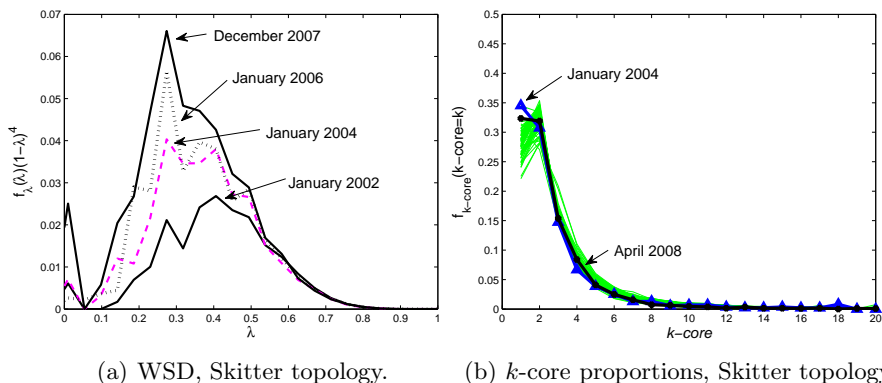 0.07
0.06
0.05
0.04
0.03
0.02
0.01
0
0 0.1 0.2 0.3 0.4 0.5 0.6 0.7 0.8 0.9 1
λ
f_λ(λ)(1−λ)^4
December 2007
January 2006
January 2004
January 2002
(a) WSD, Skitter topology.
0.5
0.45
0.4
0.35
0.3
0.25
0.2
0.15
0.1
0.05
0
0 2 4 6 8 10 12 14 16 18 20
k−core
f_k−core(k−core=k)
January 2004
April 2008
(b) k-core proportions, Skitter topology